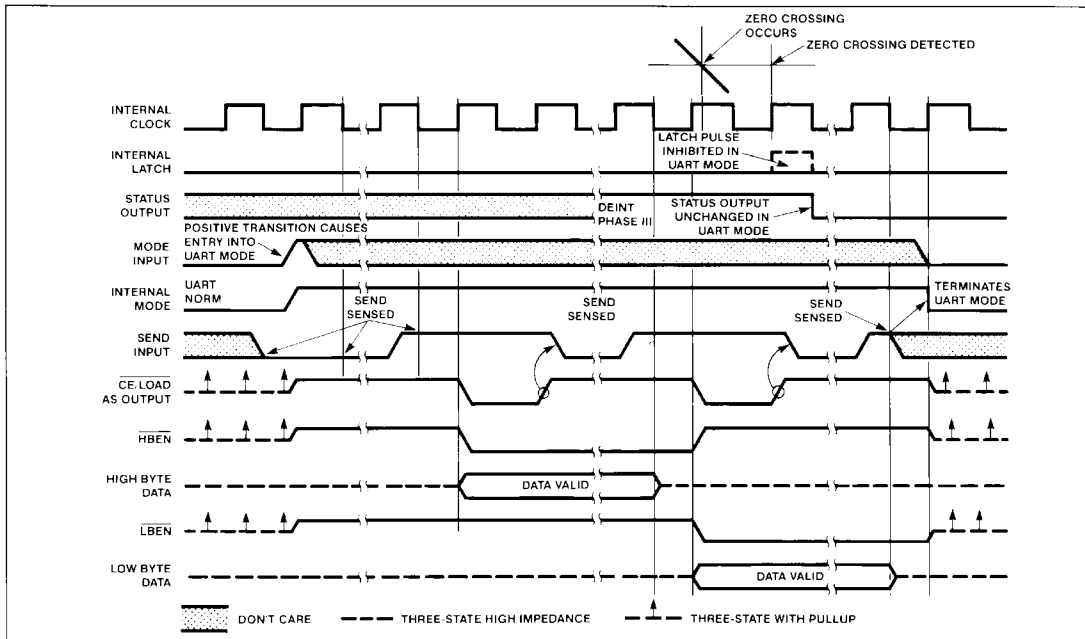 ZERO CROSSING
OCCURS
ZERO CROSSING DETECTED
INTERNAL
CLOCK
LATCH PULSE
INHIBITED IN
UART MODE
INTERNAL
LATCH
STATUS
OUTPUT
DEINT
PHASE III
STATUS OUTPUT
UNCHANGED IN
UART MODE
POSITIVE TRANSITION CAUSES
ENTRY INTO
UART MODE
MODE
INPUT
INTERNAL
MODE
UART
NORM
SEND
SENSED
SEND
SENSED
SEND
SENSED
TERMINATES
UART MODE
SEND
INPUT
CE/LOAD
AS OUTPUT
HBEN
HIGH BYTE
DATA
DATA VALID
LBEN
LOW BYTE
DATA
DATA VALID
DON'T CARE
THREE-STATE HIGH IMPEDANCE
THREE-STATE WITH PULLUP